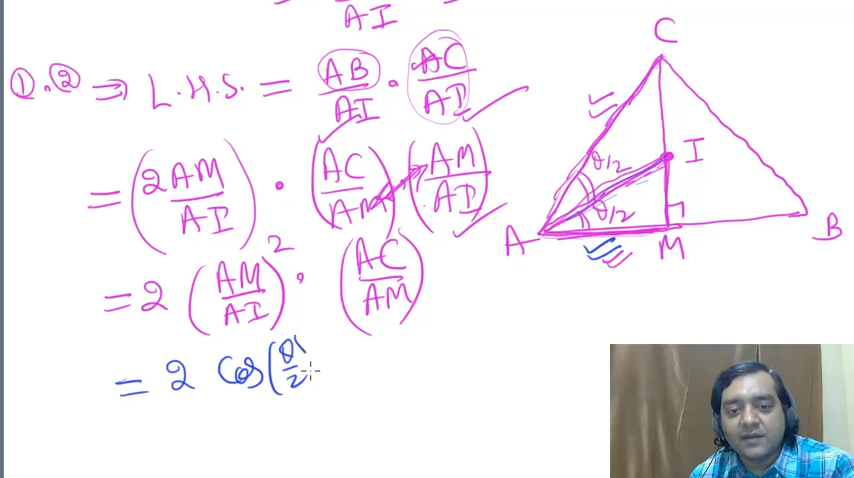 AI
①.② ⇒ L.H.S. = AB/AI · AC/AI
= (2AM/AI) · (AC/AM) (AM/AI)
= 2 (AM/AI)² · (AC/AM)
= 2 Cos(θ/2
C
θ/2
I
θ/2
A
M
B